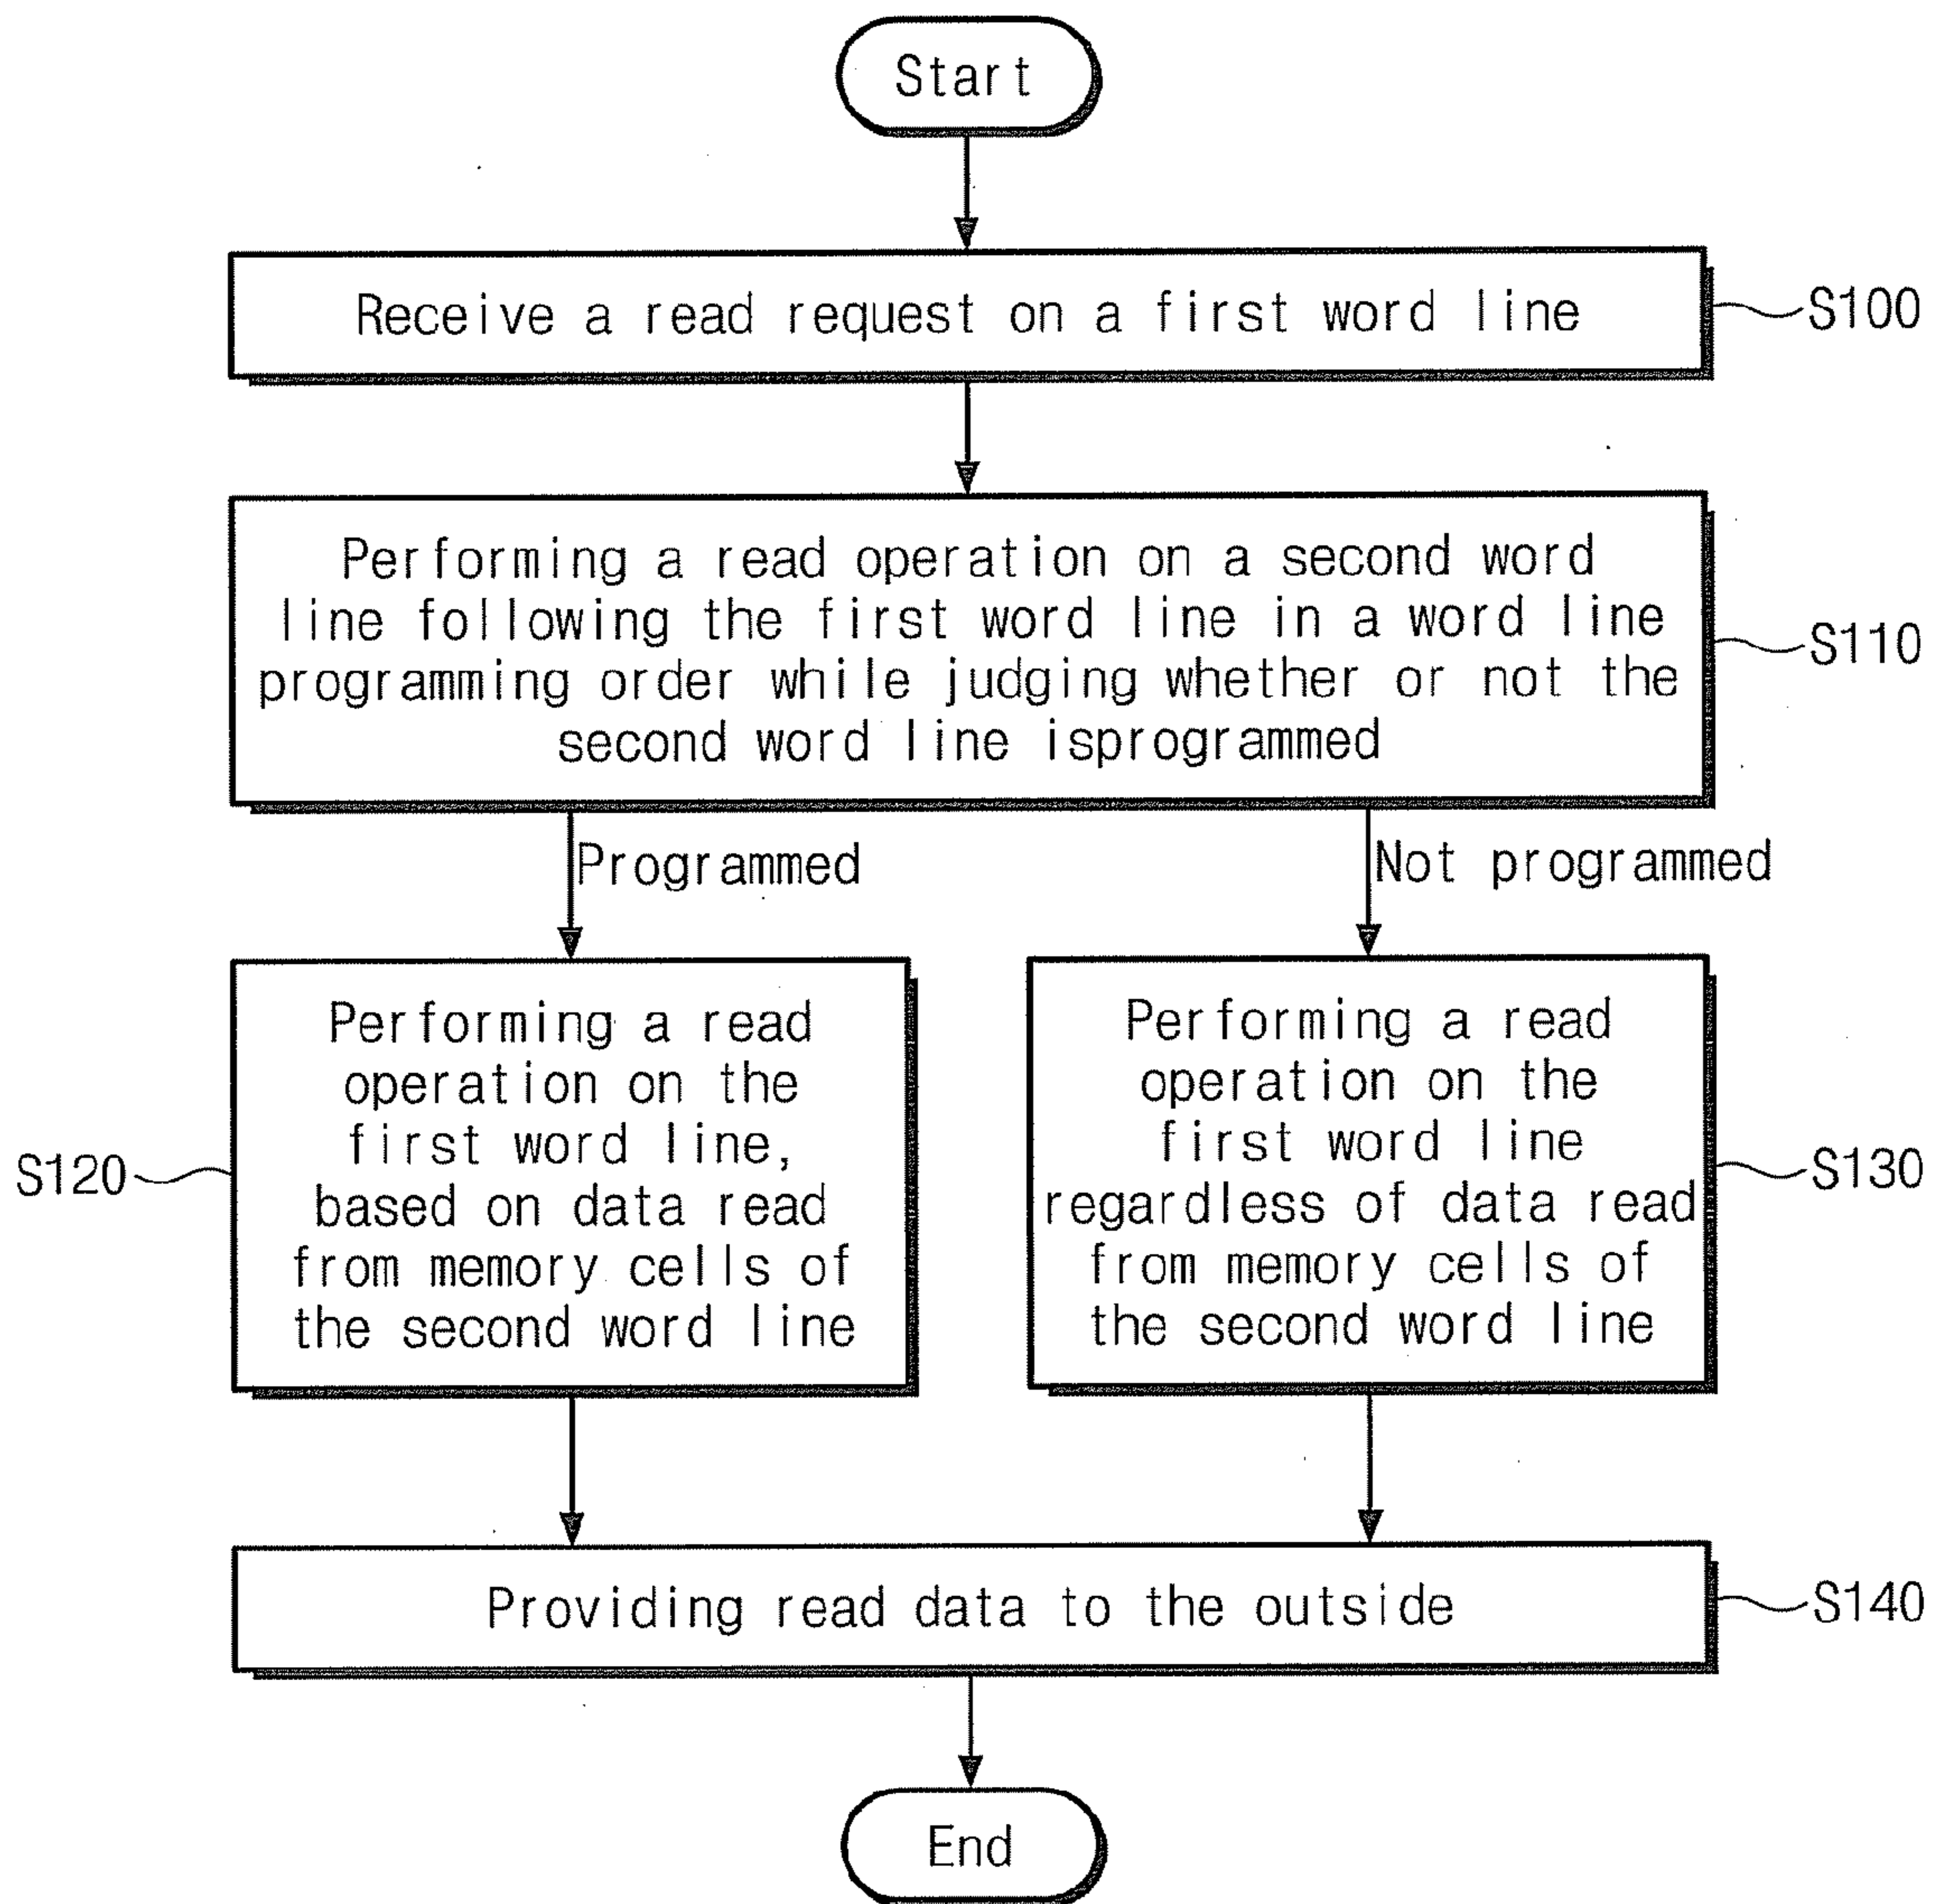 Start
Receive a read request on a first word line
S100
Performing a read operation on a second word
line following the first word line in a word line
programming order while judging whether or not the
second word line isprogrammed
S110
Programmed
Not programmed
Performing a read
operation on the
first word line,
based on data read
from memory cells of
the second word line
S120
Performing a read
operation on the
first word line
regardless of data read
from memory cells of
the second word line
S130
Providing read data to the outside
S140
End